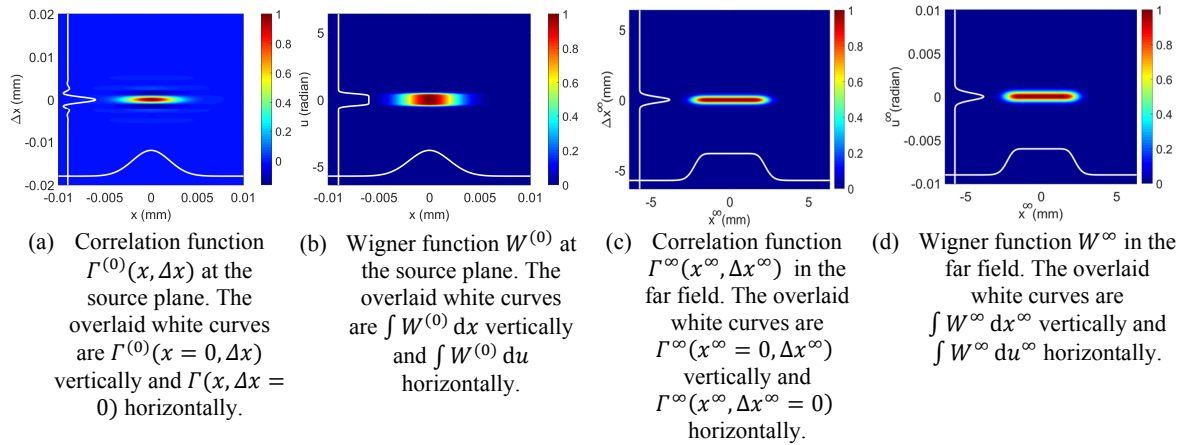 0.02
0.01
0
-0.01
-0.02
Δx (mm)
-0.01 -0.005 0 0.005 0.01
x (mm)
1
0.8
0.6
0.4
0.2
0
5
0
-5
u (radian)
-0.01 -0.005 0 0.005 0.01
x (mm)
1
0.8
0.6
0.4
0.2
0
5
0
-5
Δx∞ (mm)
-5 0 5
x∞ (mm)
1
0.8
0.6
0.4
0.2
0
0.01
0.005
0
-0.005
-0.01
u∞ (radian)
-5 0 5
x∞ (mm)
1
0.8
0.6
0.4
0.2
0
(a) Correlation function
Γ⁽⁰⁾(x, Δx) at the
source plane. The
overlaid white curves
are Γ⁽⁰⁾(x = 0, Δx)
vertically and Γ(x, Δx =
0) horizontally.
(b) Wigner function W⁽⁰⁾ at
the source plane. The
overlaid white curves
are ∫ W⁽⁰⁾ dx vertically
and ∫ W⁽⁰⁾ du
horizontally.
(c) Correlation function
Γ∞(x∞, Δx∞) in the
far field. The overlaid
white curves are
Γ∞(x∞ = 0, Δx∞)
vertically and
Γ∞(x∞, Δx∞ = 0)
horizontally.
(d) Wigner function W∞ in the
far field. The overlaid
white curves are
∫ W∞ dx∞ vertically and
∫ W∞ du∞ horizontally.